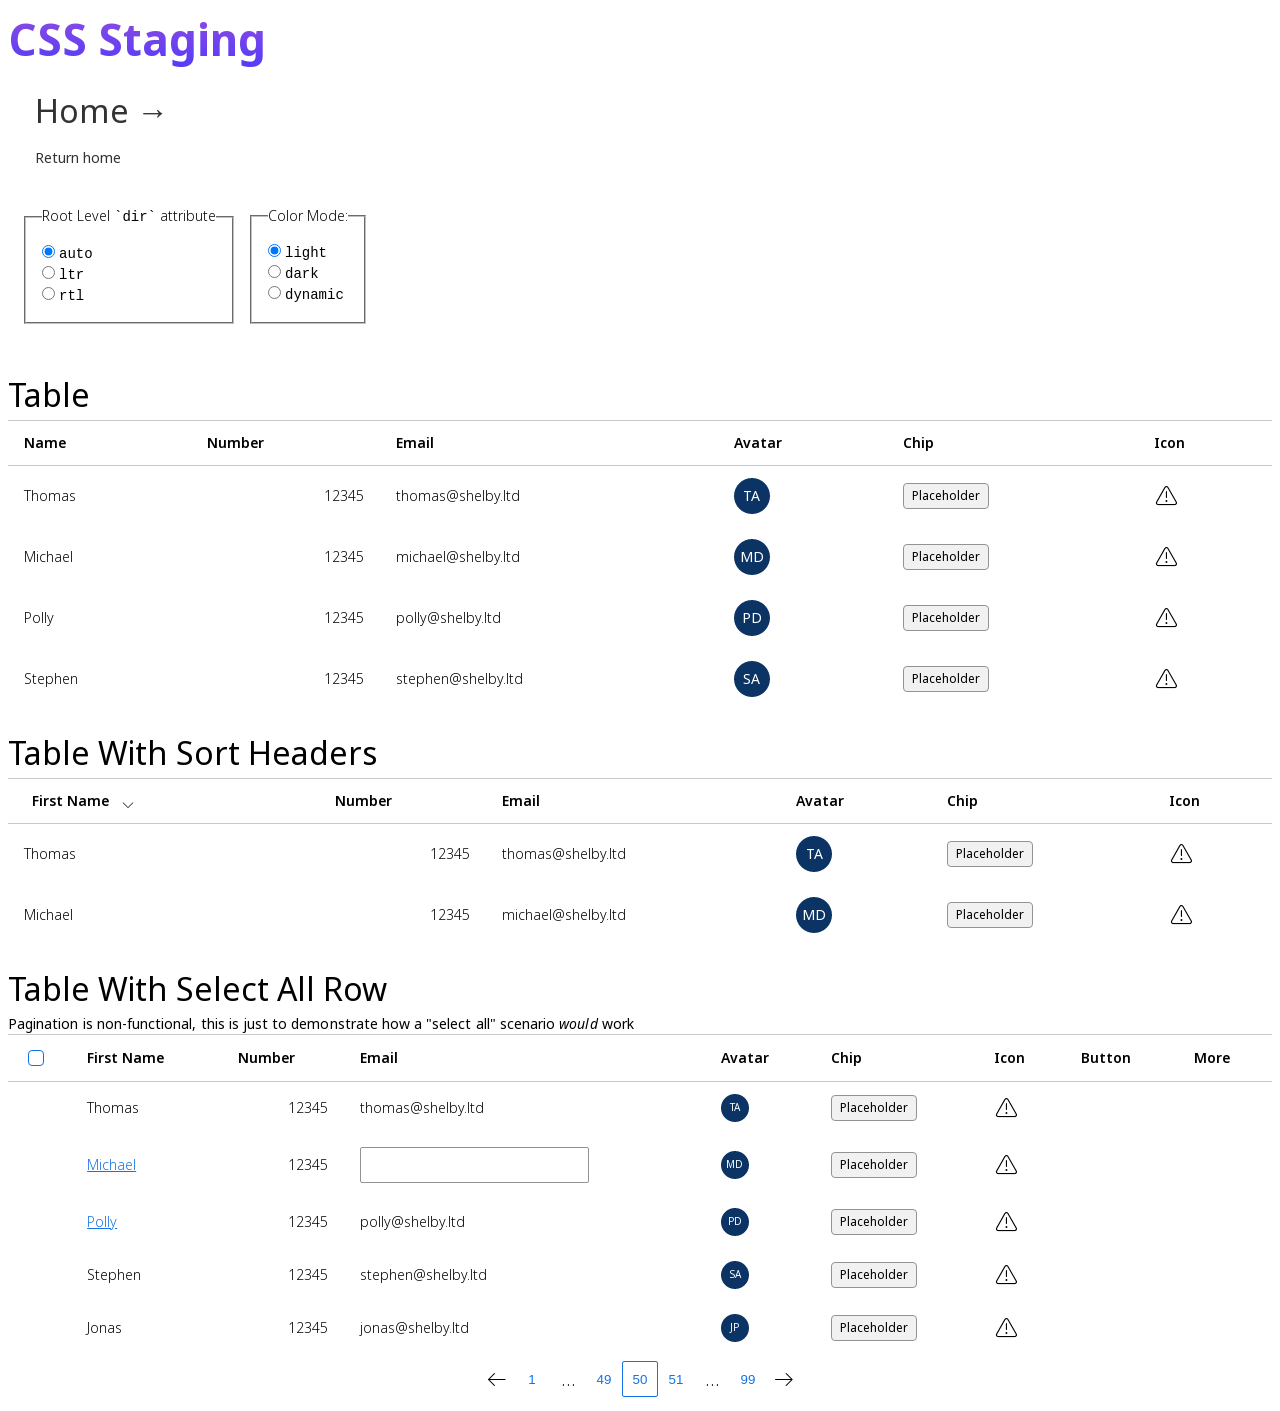 CSS Staging
Home →
Return home
Root Level `dir` attribute
auto
ltr
rtl
Color Mode:
light
dark
dynamic
Table
Name Number Email Avatar Chip Icon
Thomas 12345 thomas@shelby.ltd TA Placeholder
Michael 12345 michael@shelby.ltd MD Placeholder
Polly 12345 polly@shelby.ltd PD Placeholder
Stephen 12345 stephen@shelby.ltd SA Placeholder
Table With Sort Headers
First Name Number Email Avatar Chip Icon
Thomas 12345 thomas@shelby.ltd TA Placeholder
Michael 12345 michael@shelby.ltd MD Placeholder
Table With Select All Row
Pagination is non-functional, this is just to demonstrate how a "select all" scenario would work
First Name Number Email Avatar Chip Icon Button More
Thomas 12345 thomas@shelby.ltd TA Placeholder
Michael 12345 MD Placeholder
Polly 12345 polly@shelby.ltd PD Placeholder
Stephen 12345 stephen@shelby.ltd SA Placeholder
Jonas 12345 jonas@shelby.ltd JP Placeholder
1 ... 49 50 51 ... 99